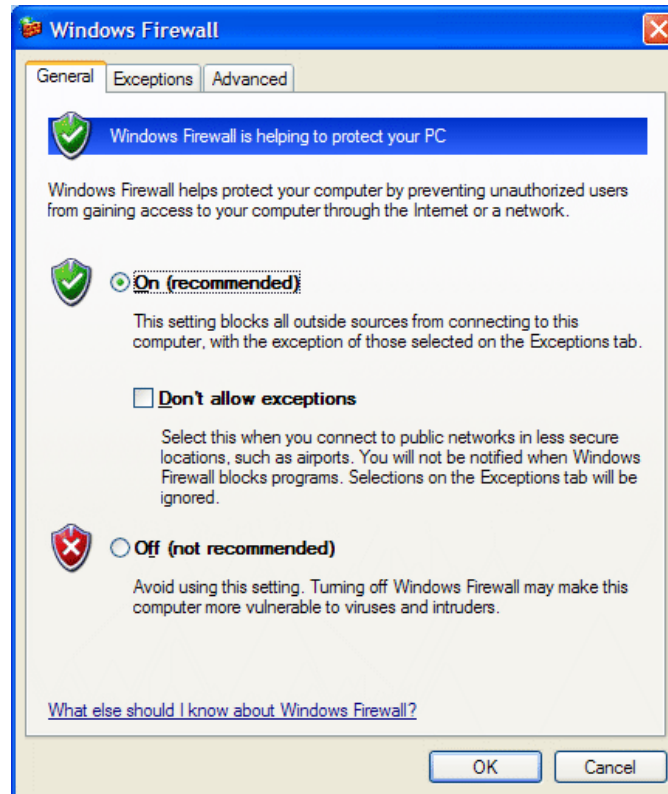 Windows Firewall
General
Exceptions
Advanced
Windows Firewall is helping to protect your PC
Windows Firewall helps protect your computer by preventing unauthorized users
from gaining access to your computer through the Internet or a network.
On (recommended)
This setting blocks all outside sources from connecting to this
computer, with the exception of those selected on the Exceptions tab.
Don't allow exceptions
Select this when you connect to public networks in less secure
locations, such as airports. You will not be notified when Windows
Firewall blocks programs. Selections on the Exceptions tab will be
ignored.
Off (not recommended)
Avoid using this setting. Turning off Windows Firewall may make this
computer more vulnerable to viruses and intruders.
What else should I know about Windows Firewall?
OK
Cancel